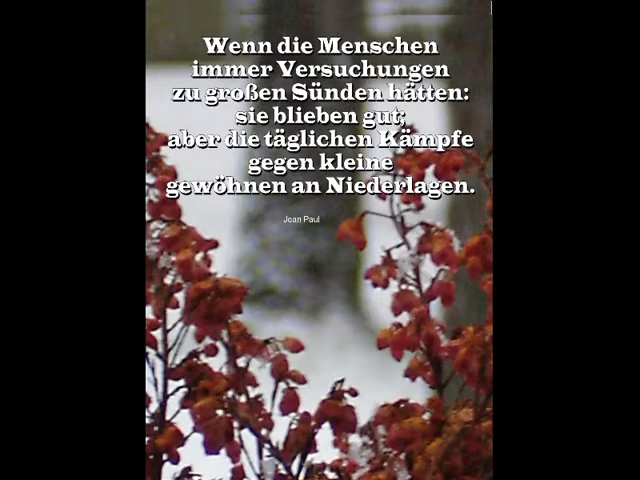 Wenn die Menschen
immer Versuchungen
zu großen Sünden hätten:
sie blieben gut;
aber die täglichen Kämpfe
gegen kleine
gewöhnen an Niederlagen.
Jean Paul